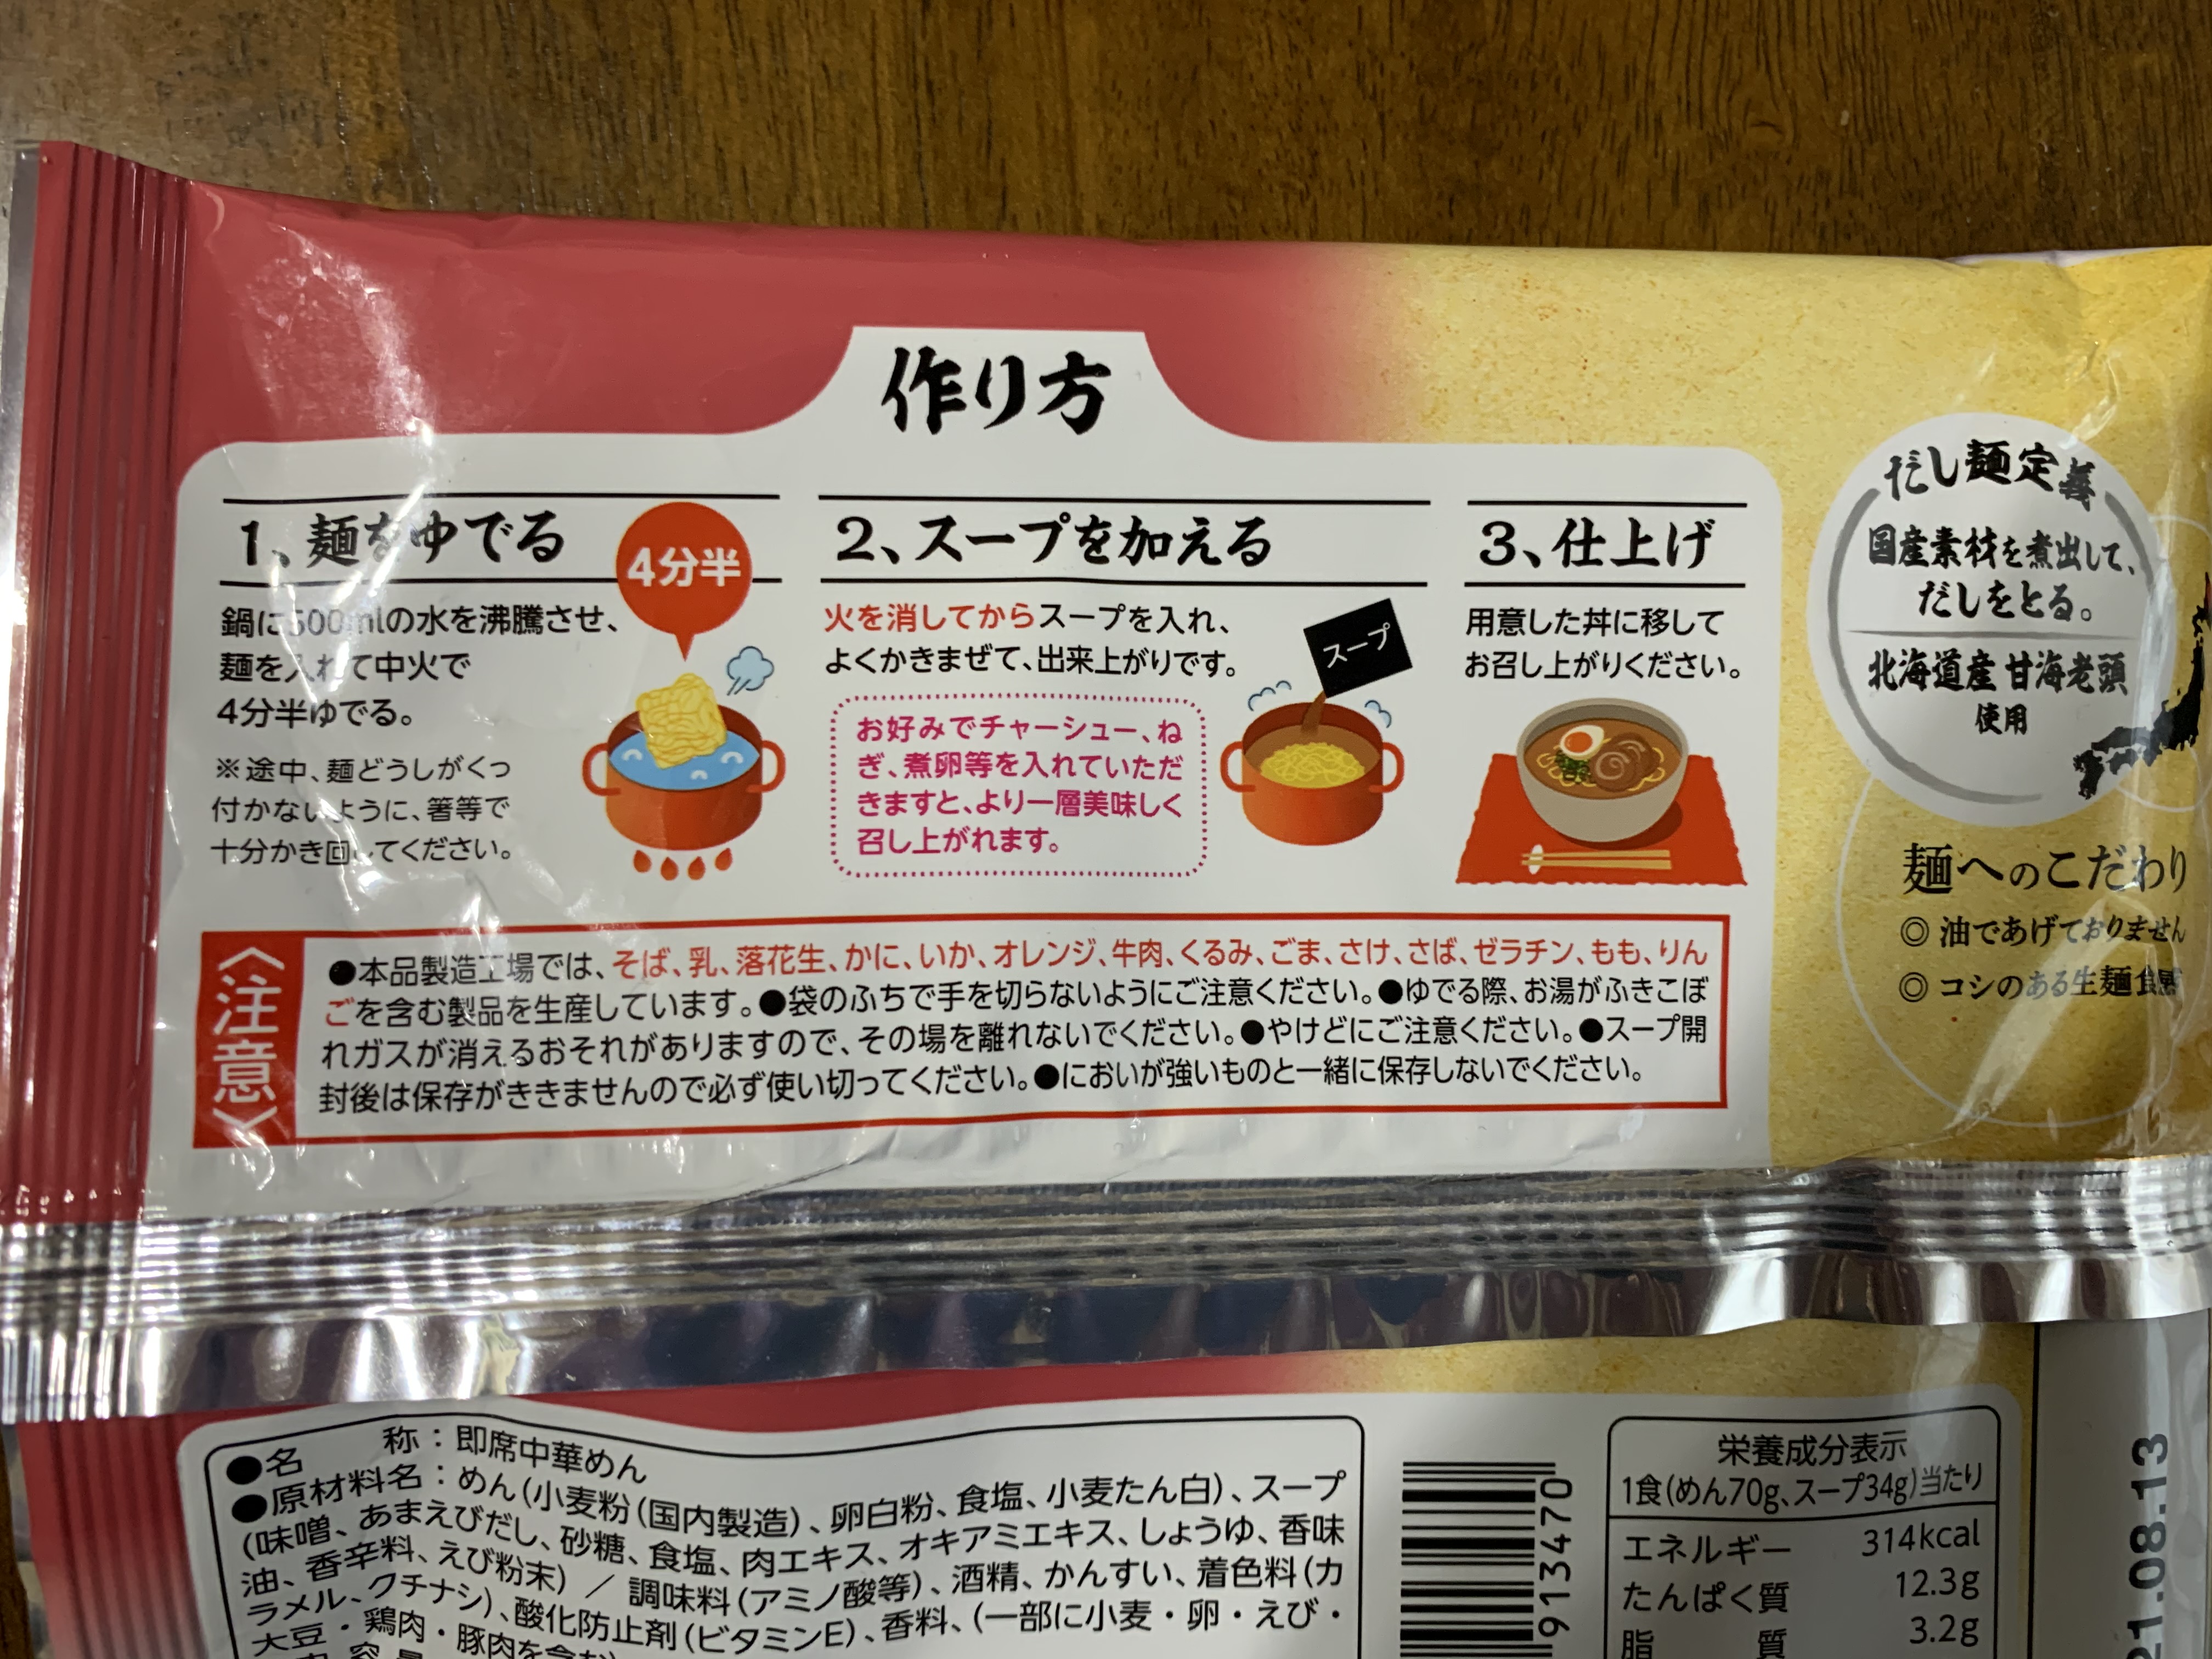 作り方
1、麺をゆでる
4分半
鍋に500mlの水を沸騰させ、
麺を入れて中火で
4分半ゆでる。
※途中、麺どうしがくっ
付かないように、箸等で
十分かき回してください。
2、スープを加える
火を消してからスープを入れ、
よくかきまぜて、出来上がりです。
スープ
お好みでチャーシュー、ね
ぎ、煮卵等を入れていただ
きますと、より一層美味しく
召し上がれます。
3、仕上げ
用意した丼に移して
お召し上がりください。
だし麺定義
国産素材を煮出して、
だしをとる。
北海道産甘海老頭
使用
麺へのこだわり
◎ 油であげておりません
◎ コシのある生麺食感
〈注意〉
●本品製造工場では、そば、乳、落花生、かに、いか、オレンジ、牛肉、くるみ、ごま、さけ、さば、ゼラチン、もも、りん
ごを含む製品を生産しています。●袋のふちで手を切らないようにご注意ください。●ゆでる際、お湯がふきこぼ
れガスが消えるおそれがありますので、その場を離れないでください。●やけどにご注意ください。●スープ開
封後は保存がききませんので必ず使い切ってください。●においが強いものと一緒に保存しないでください。
●名　　称：即席中華めん
●原材料名：めん(小麦粉(国内製造)、卵白粉、食塩、小麦たん白)、スープ
(味噌、あまえびだし、砂糖、食塩、肉エキス、オキアミエキス、しょうゆ、香味
油、香辛料、えび粉末) / 調味料(アミノ酸等)、酒精、かんすい、着色料(カ
ラメル、クチナシ)、酸化防止剤(ビタミンE)、香料、(一部に小麦・卵・えび・
大豆・鶏肉・豚肉を含む)
913470
栄養成分表示
1食(めん70g、スープ34g)当たり
エネルギー 314kcal
たんぱく質 12.3g
脂　　質 3.2g
21.08.13